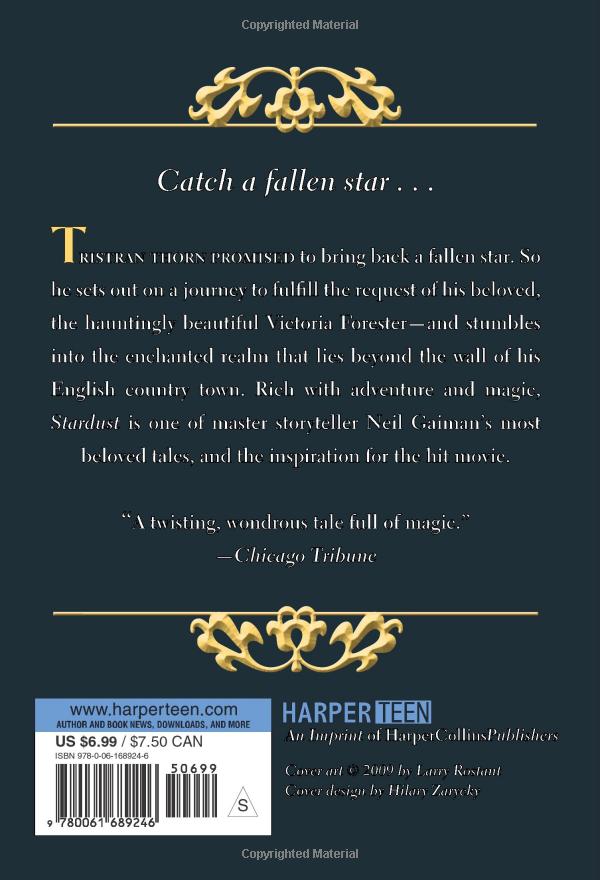 Copyrighted Material
Catch a fallen star . . .
TRISTRAN THORN PROMISED to bring back a fallen star. So
he sets out on a journey to fulfill the request of his beloved,
the hauntingly beautiful Victoria Forester—and stumbles
into the enchanted realm that lies beyond the wall of his
English country town. Rich with adventure and magic,
Stardust is one of master storyteller Neil Gaiman's most
beloved tales, and the inspiration for the hit movie.
"A twisting, wondrous tale full of magic."
—Chicago Tribune
www.harperteen.com
AUTHOR AND BOOK NEWS, DOWNLOADS, AND MORE
US $6.99 / $7.50 CAN
ISBN 978-0-06-168924-6
50699
9 780061 689246
S
HARPER TEEN
An Imprint of HarperCollinsPublishers
Cover art © 2009 by Larry Rostant
Cover design by Hilary Zarycky
Copyrighted Material